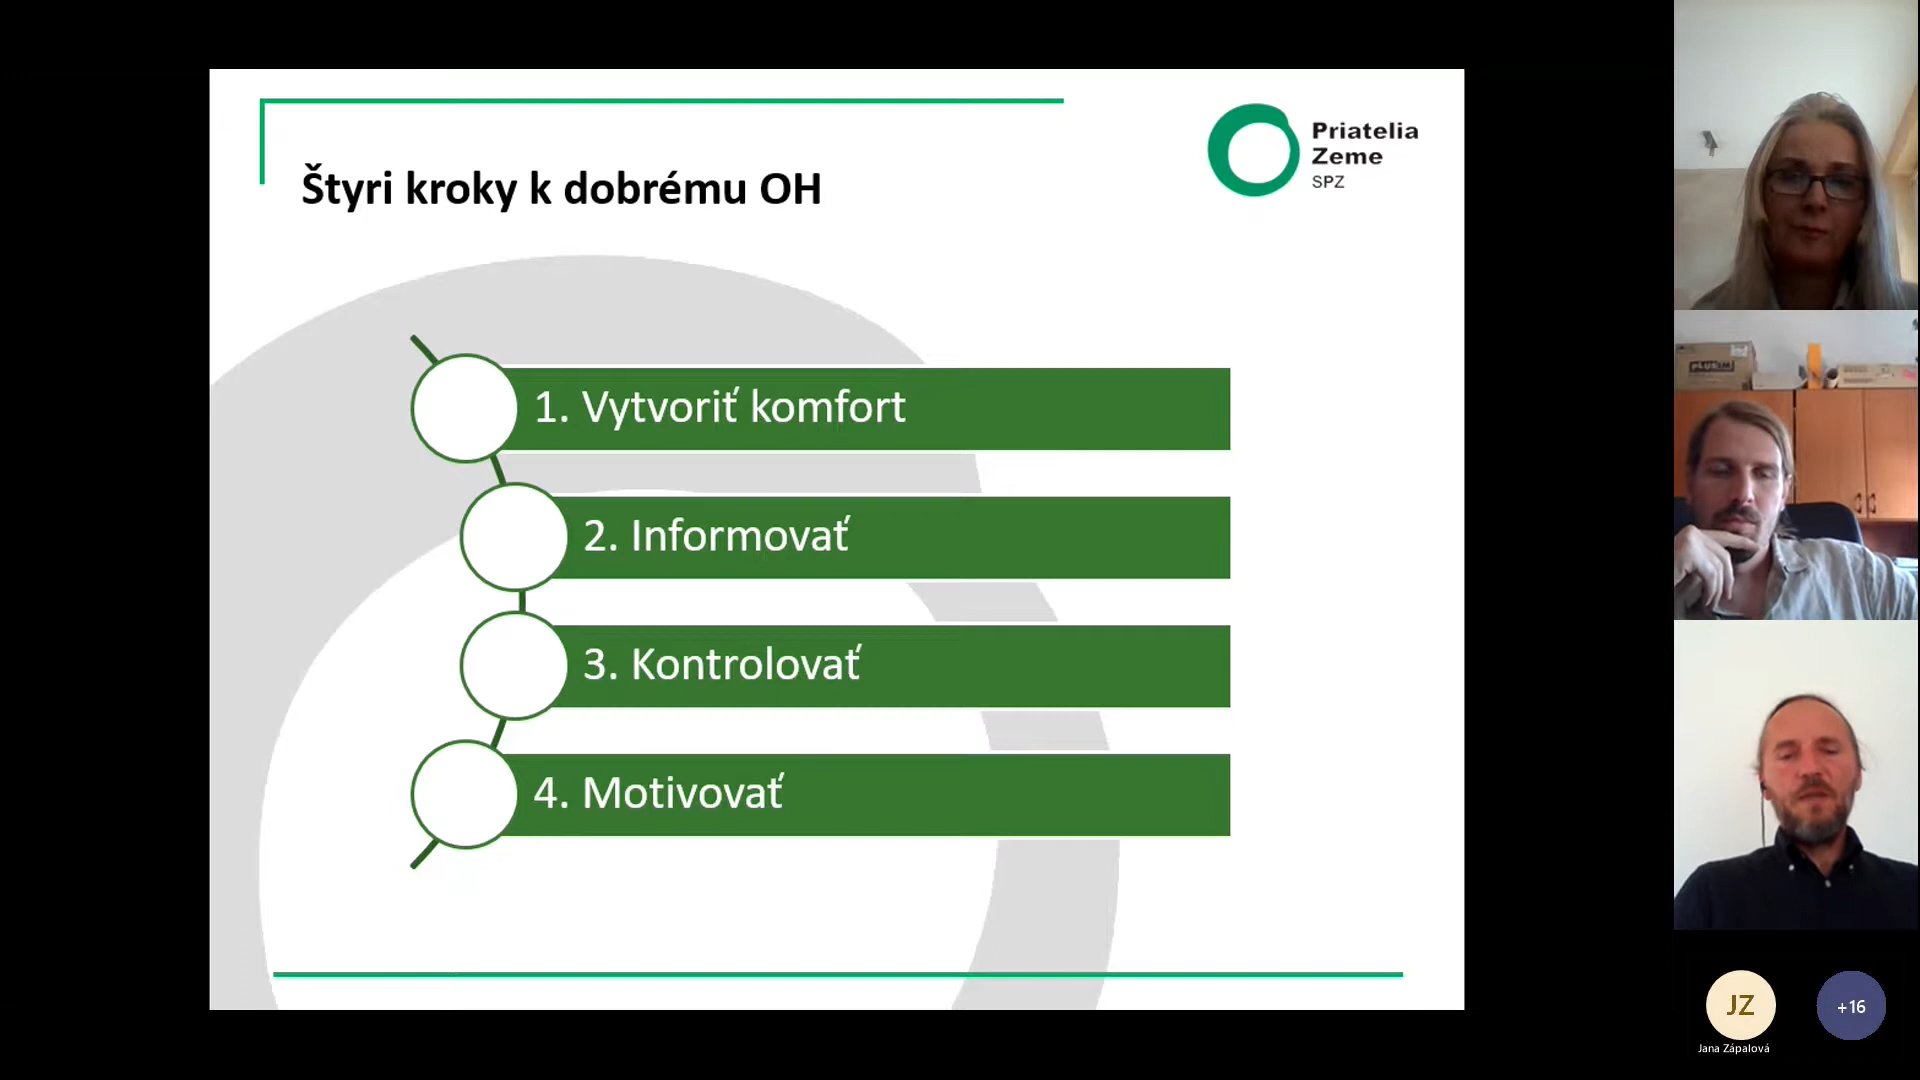 Štyri kroky k dobrému OH
Priatelia
Zeme
SPZ
1. Vytvoriť komfort
2. Informovať
3. Kontrolovať
4. Motivovať
PLUS
JZ
+16
Jana Zápalová